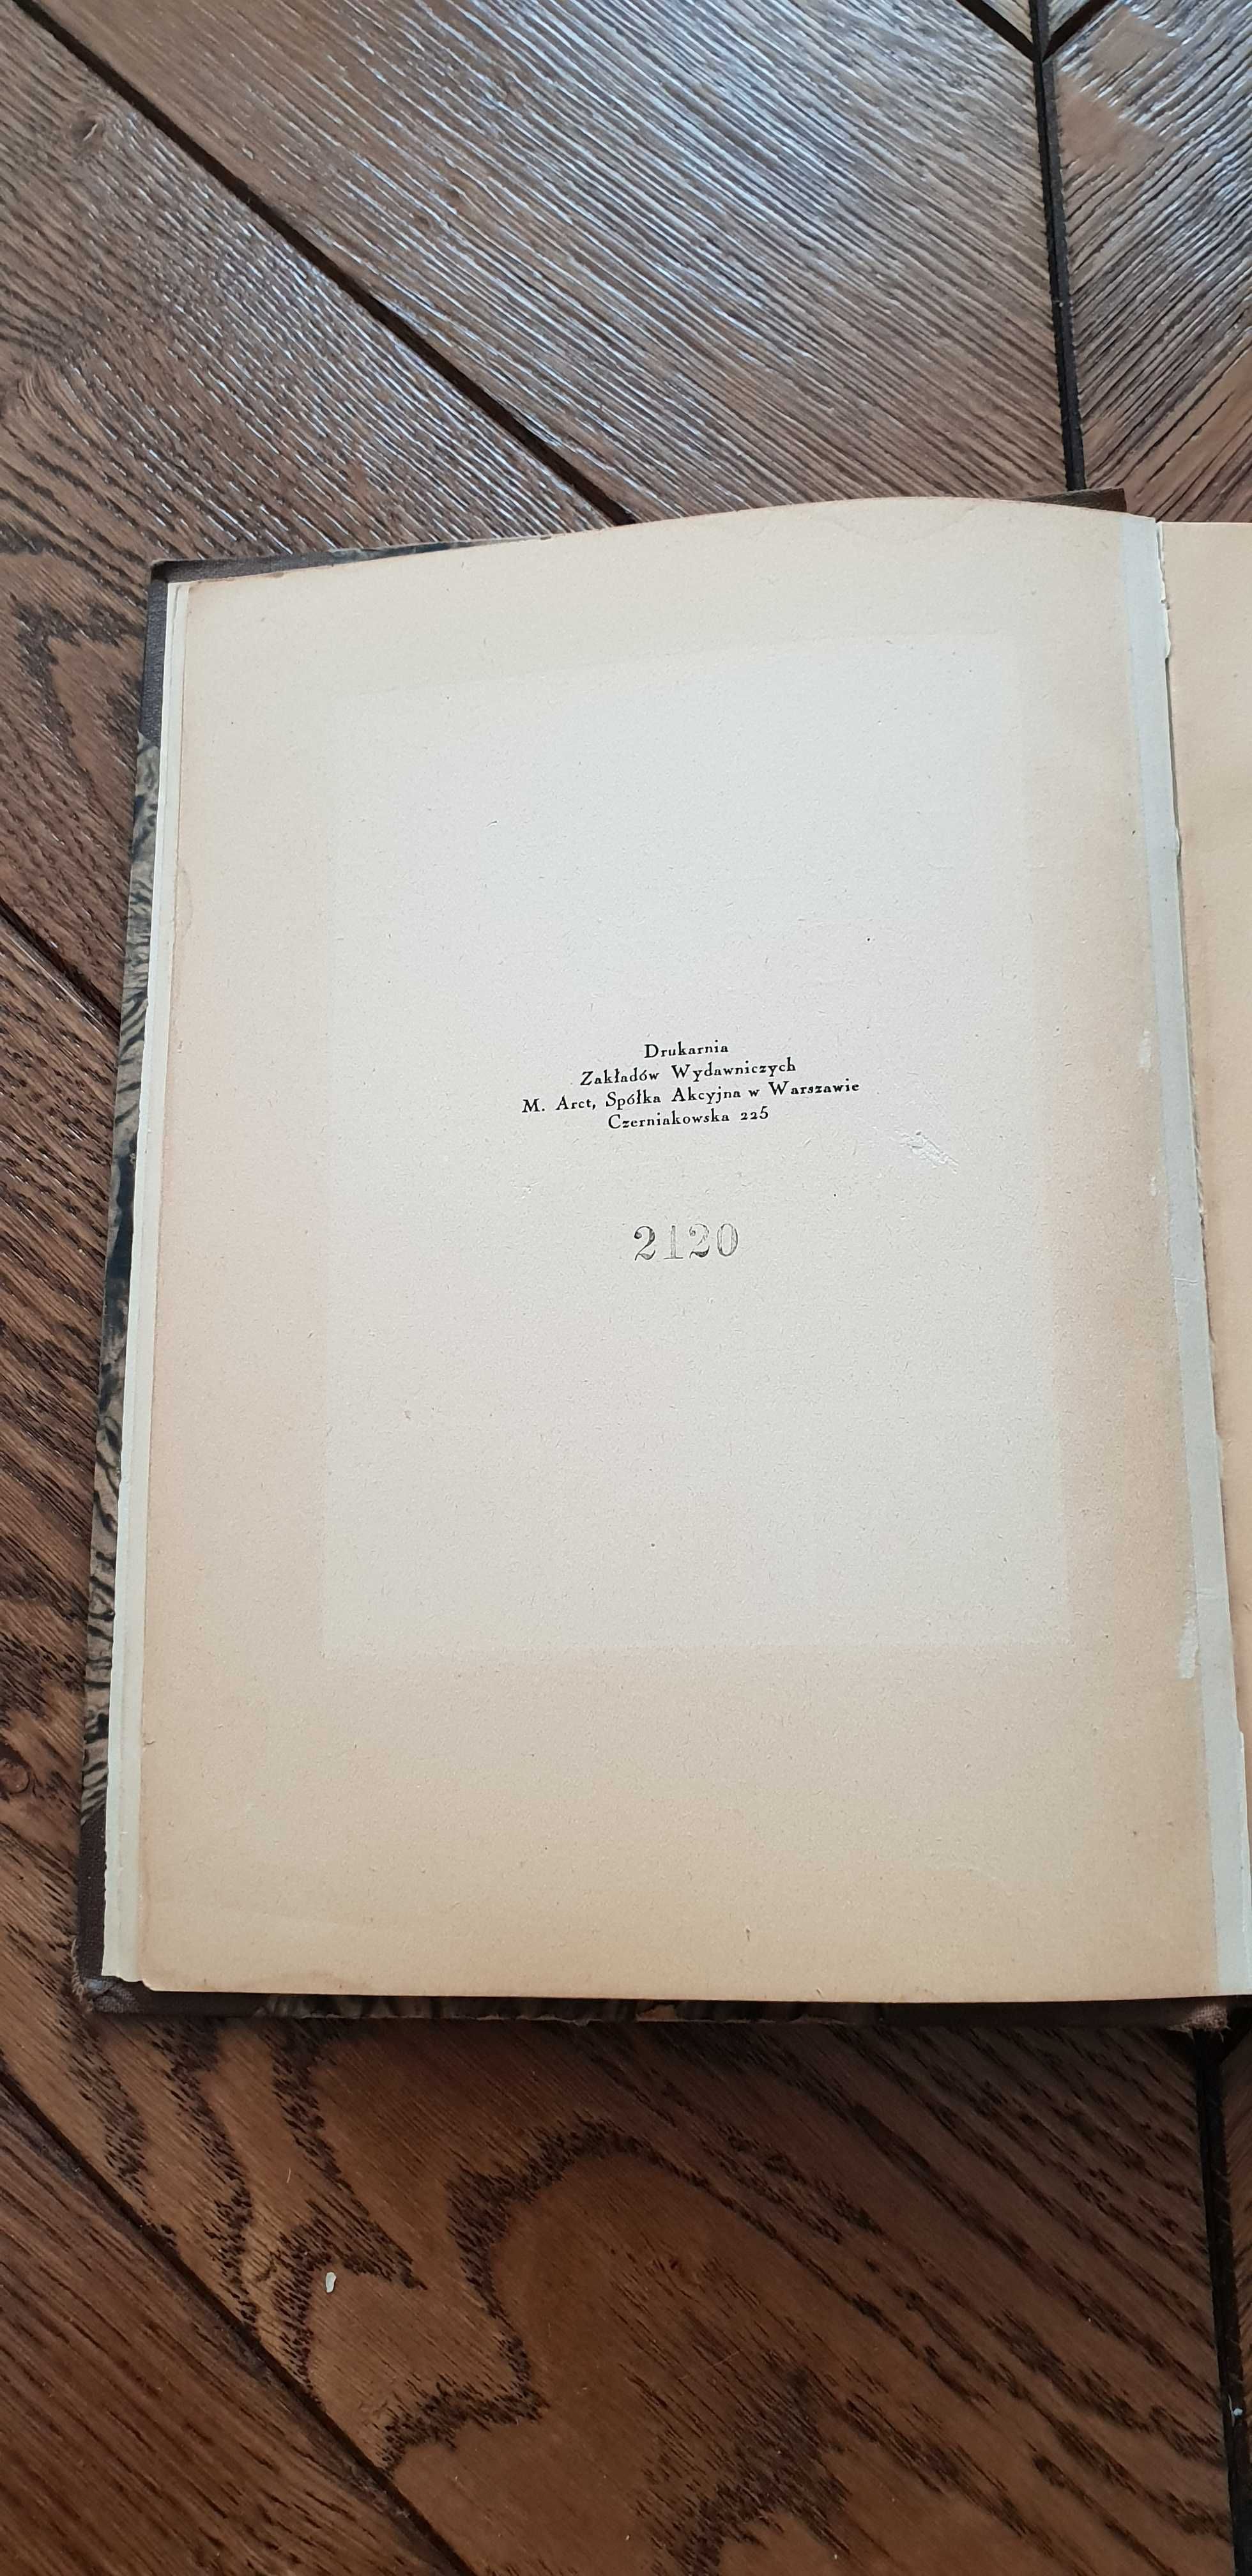 Drukarnia
Zakładów Wydawniczych
M. Arct, Spółka Akcyjna w Warszawie
Czerniakowska 225
2120